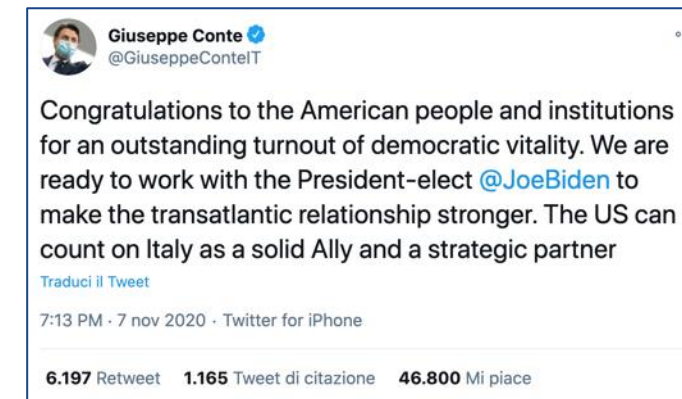 Giuseppe Conte
@GiuseppeConteIT
Congratulations to the American people and institutions
for an outstanding turnout of democratic vitality. We are
ready to work with the President-elect @JoeBiden to
make the transatlantic relationship stronger. The US can
count on Italy as a solid Ally and a strategic partner
Traduci il Tweet
7:13 PM · 7 nov 2020 · Twitter for iPhone
6.197 Retweet 1.165 Tweet di citazione 46.800 Mi piace